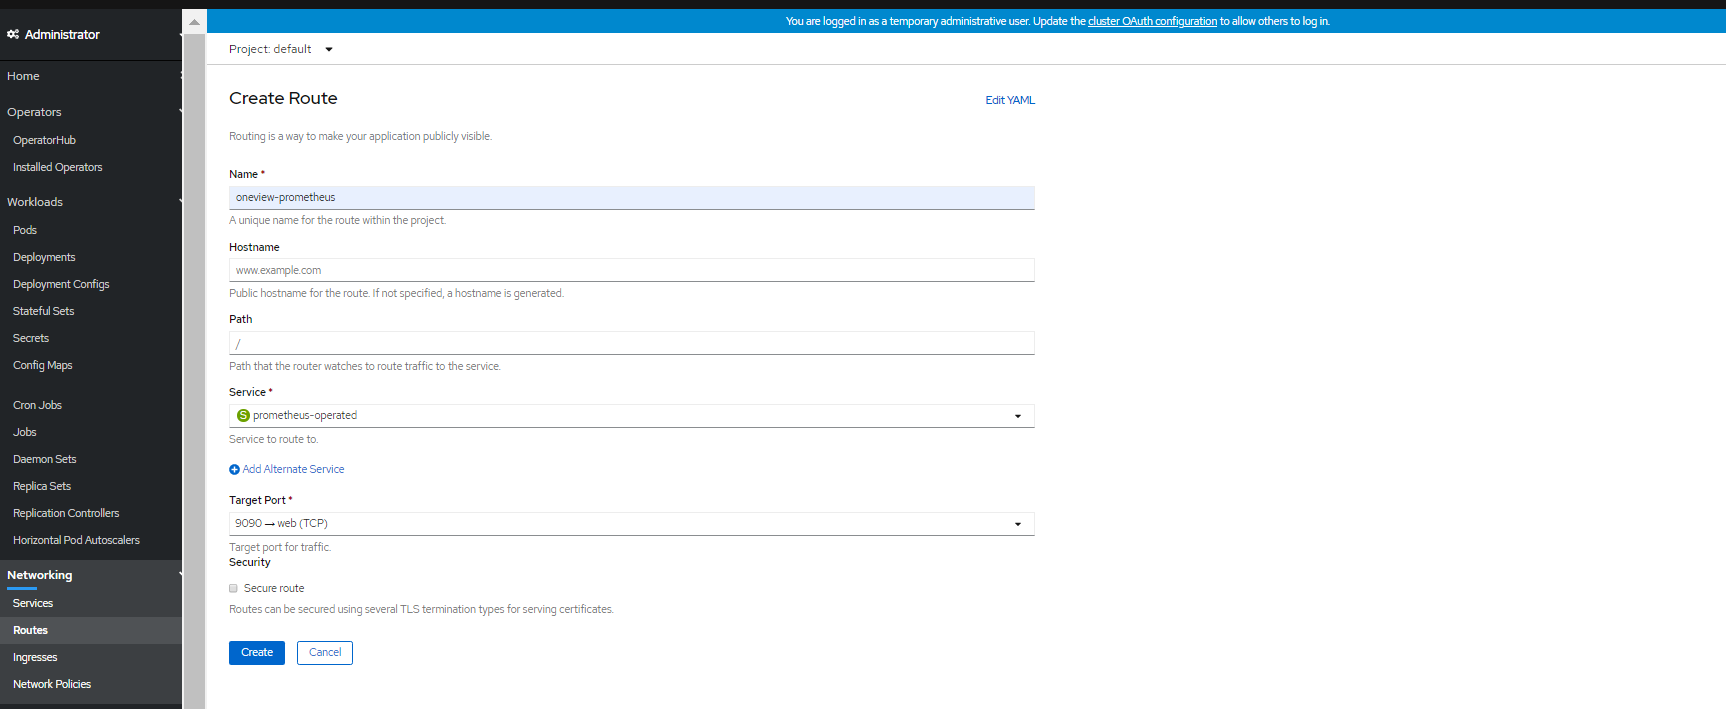 You are logged in as a temporary administrative user. Update the cluster OAuth configuration to allow others to log in.
Administrator
Home
Operators
OperatorHub
Installed Operators
Workloads
Pods
Deployments
Deployment Configs
Stateful Sets
Secrets
Config Maps
Cron Jobs
Jobs
Daemon Sets
Replica Sets
Replication Controllers
Horizontal Pod Autoscalers
Networking
Services
Routes
Ingresses
Network Policies
Project: default
Create Route
Edit YAML
Routing is a way to make your application publicly visible.
Name *
oneview-prometheus
A unique name for the route within the project.
Hostname
www.example.com
Public hostname for the route. If not specified, a hostname is generated.
Path
/
Path that the router watches to route traffic to the service.
Service *
S prometheus-operated
Service to route to.
Add Alternate Service
Target Port *
9090 → web (TCP)
Target port for traffic.
Security
Secure route
Routes can be secured using several TLS termination types for serving certificates.
Create
Cancel